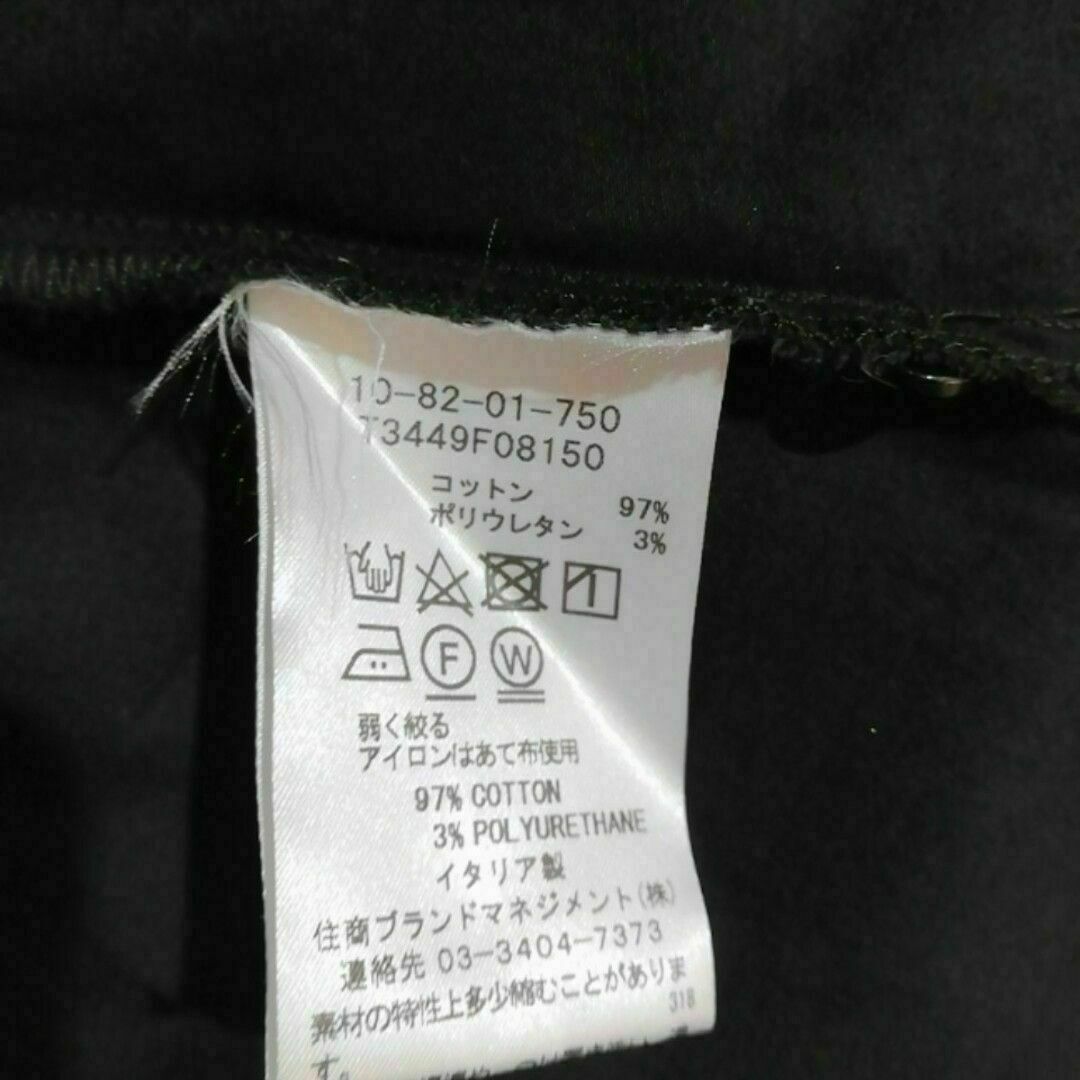 10-82-01-750
T3449F08150
コットン 97%
ポリウレタン 3%
F W
弱く絞る
アイロンはあて布使用
97% COTTON
3% POLYURETHANE
イタリア製
住商ブランドマネジメント(株)
連絡先 03-3404-7373
素材の特性上多少縮むことがありま
318
す。